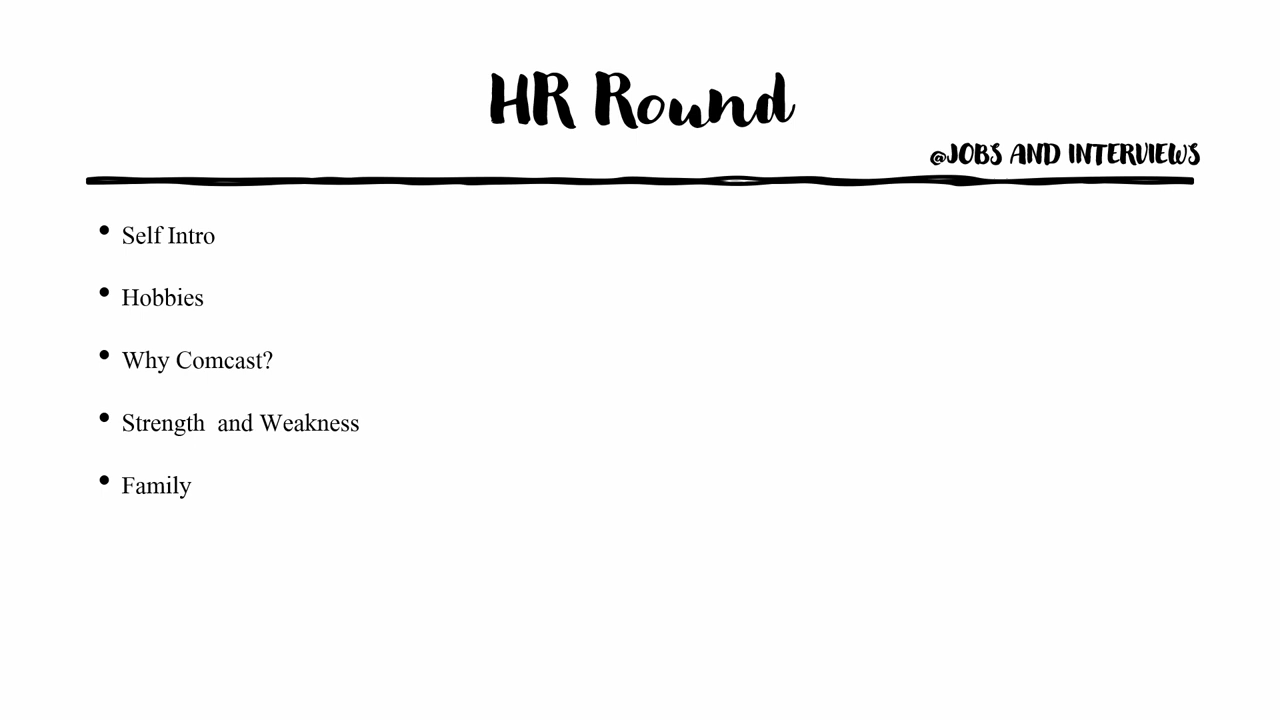 HR Round
@JOBS AND INTERVIEWS
• Self Intro
• Hobbies
• Why Comcast?
• Strength  and Weakness
• Family